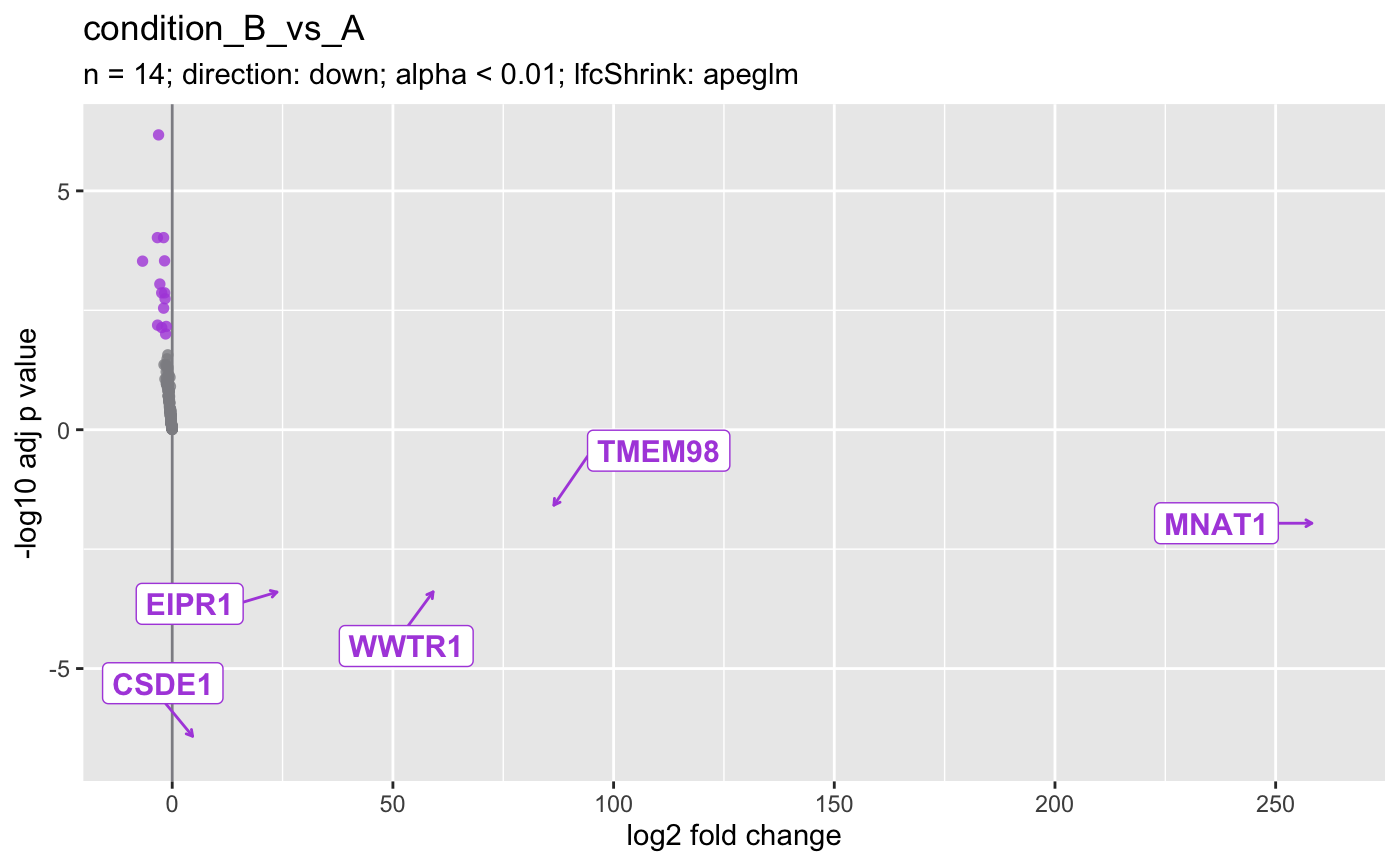 condition_B_vs_A
n = 14; direction: down; alpha < 0.01; lfcShrink: apeglm
-log10 adj p value
5
0
-5
TMEM98
MNAT1
EIPR1
WWTR1
CSDE1
0 50 100 150 200 250
log2 fold change